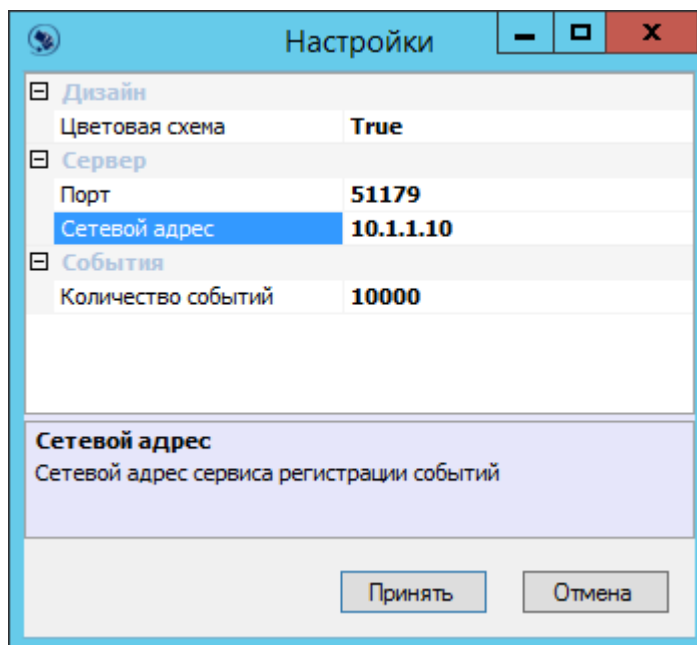 Настройки
Дизайн
Цветовая схема True
Сервер
Порт 51179
Сетевой адрес 10.1.1.10
События
Количество событий 10000
Сетевой адрес
Сетевой адрес сервиса регистрации событий
Принять Отмена